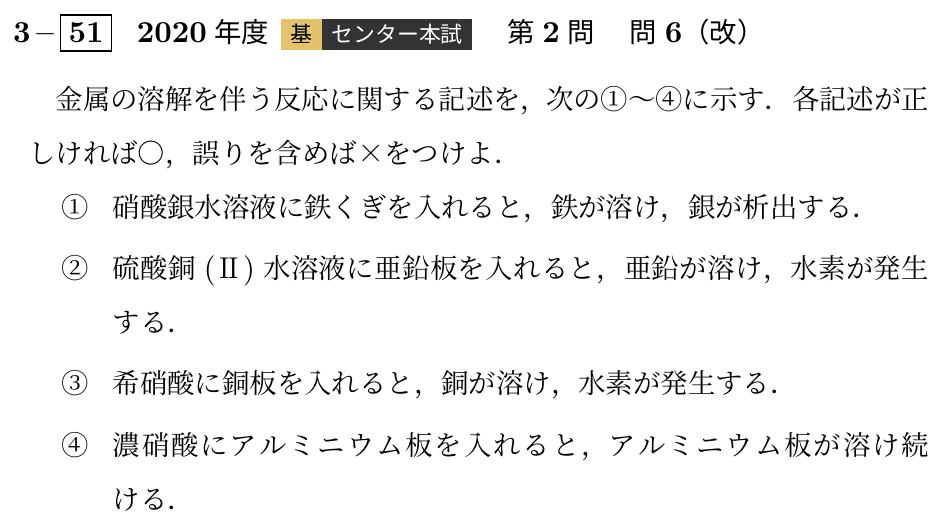 3－51 2020 年度 基 センター本試 第 2 問 問 6（改）
金属の溶解を伴う反応に関する記述を，次の①～④に示す．各記述が正
しければ○，誤りを含めば×をつけよ．
① 硝酸銀水溶液に鉄くぎを入れると，鉄が溶け，銀が析出する．
② 硫酸銅 (Ⅱ) 水溶液に亜鉛板を入れると，亜鉛が溶け，水素が発生
する．
③ 希硝酸に銅板を入れると，銅が溶け，水素が発生する．
④ 濃硝酸にアルミニウム板を入れると，アルミニウム板が溶け続
ける．